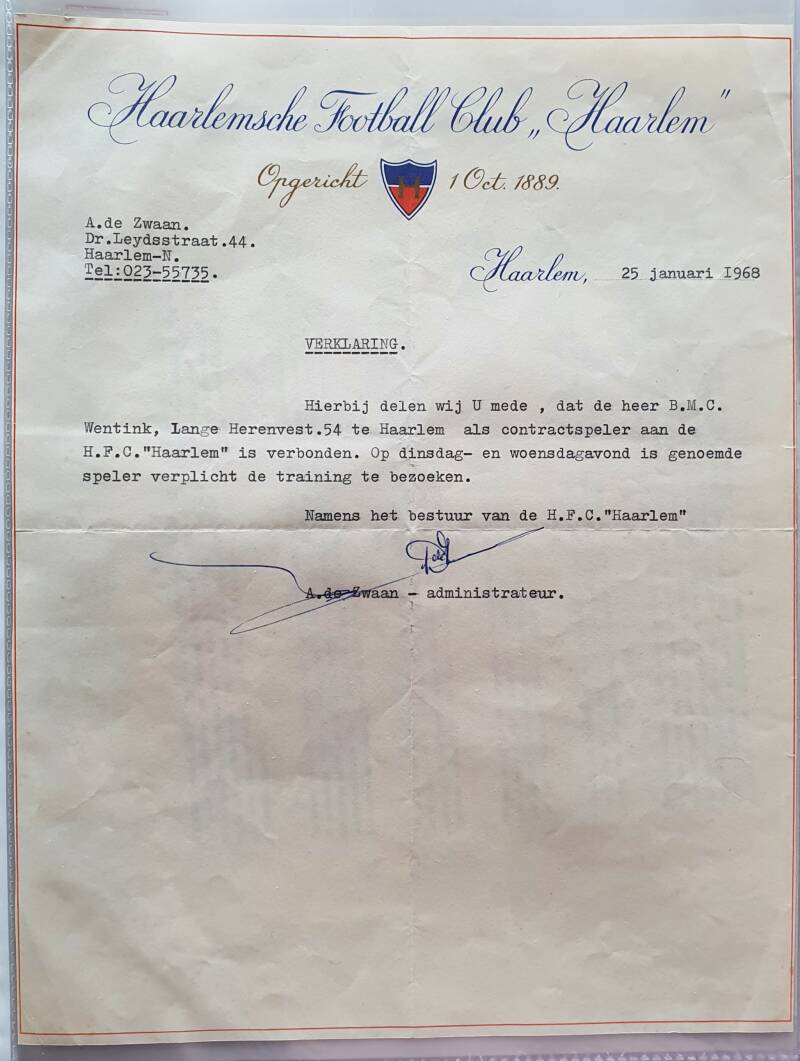 Haarlemsche Football Club „Haarlem”
Opgericht H 1 Oct. 1889.
A.de Zwaan.
Dr.Leydsstraat.44.
Haarlem-N.
Tel:023-55735.
Haarlem, 25 januari 1968
VERKLARING.
Hierbij delen wij U mede , dat de heer B.M.C.
Wentink, Lange Herenvest.54 te Haarlem als contractspeler aan de
H.F.C."Haarlem" is verbonden. Op dinsdag- en woensdagavond is genoemde
speler verplicht de training te bezoeken.
Namens het bestuur van de H.F.C."Haarlem"
A.de Zwaan - administrateur.